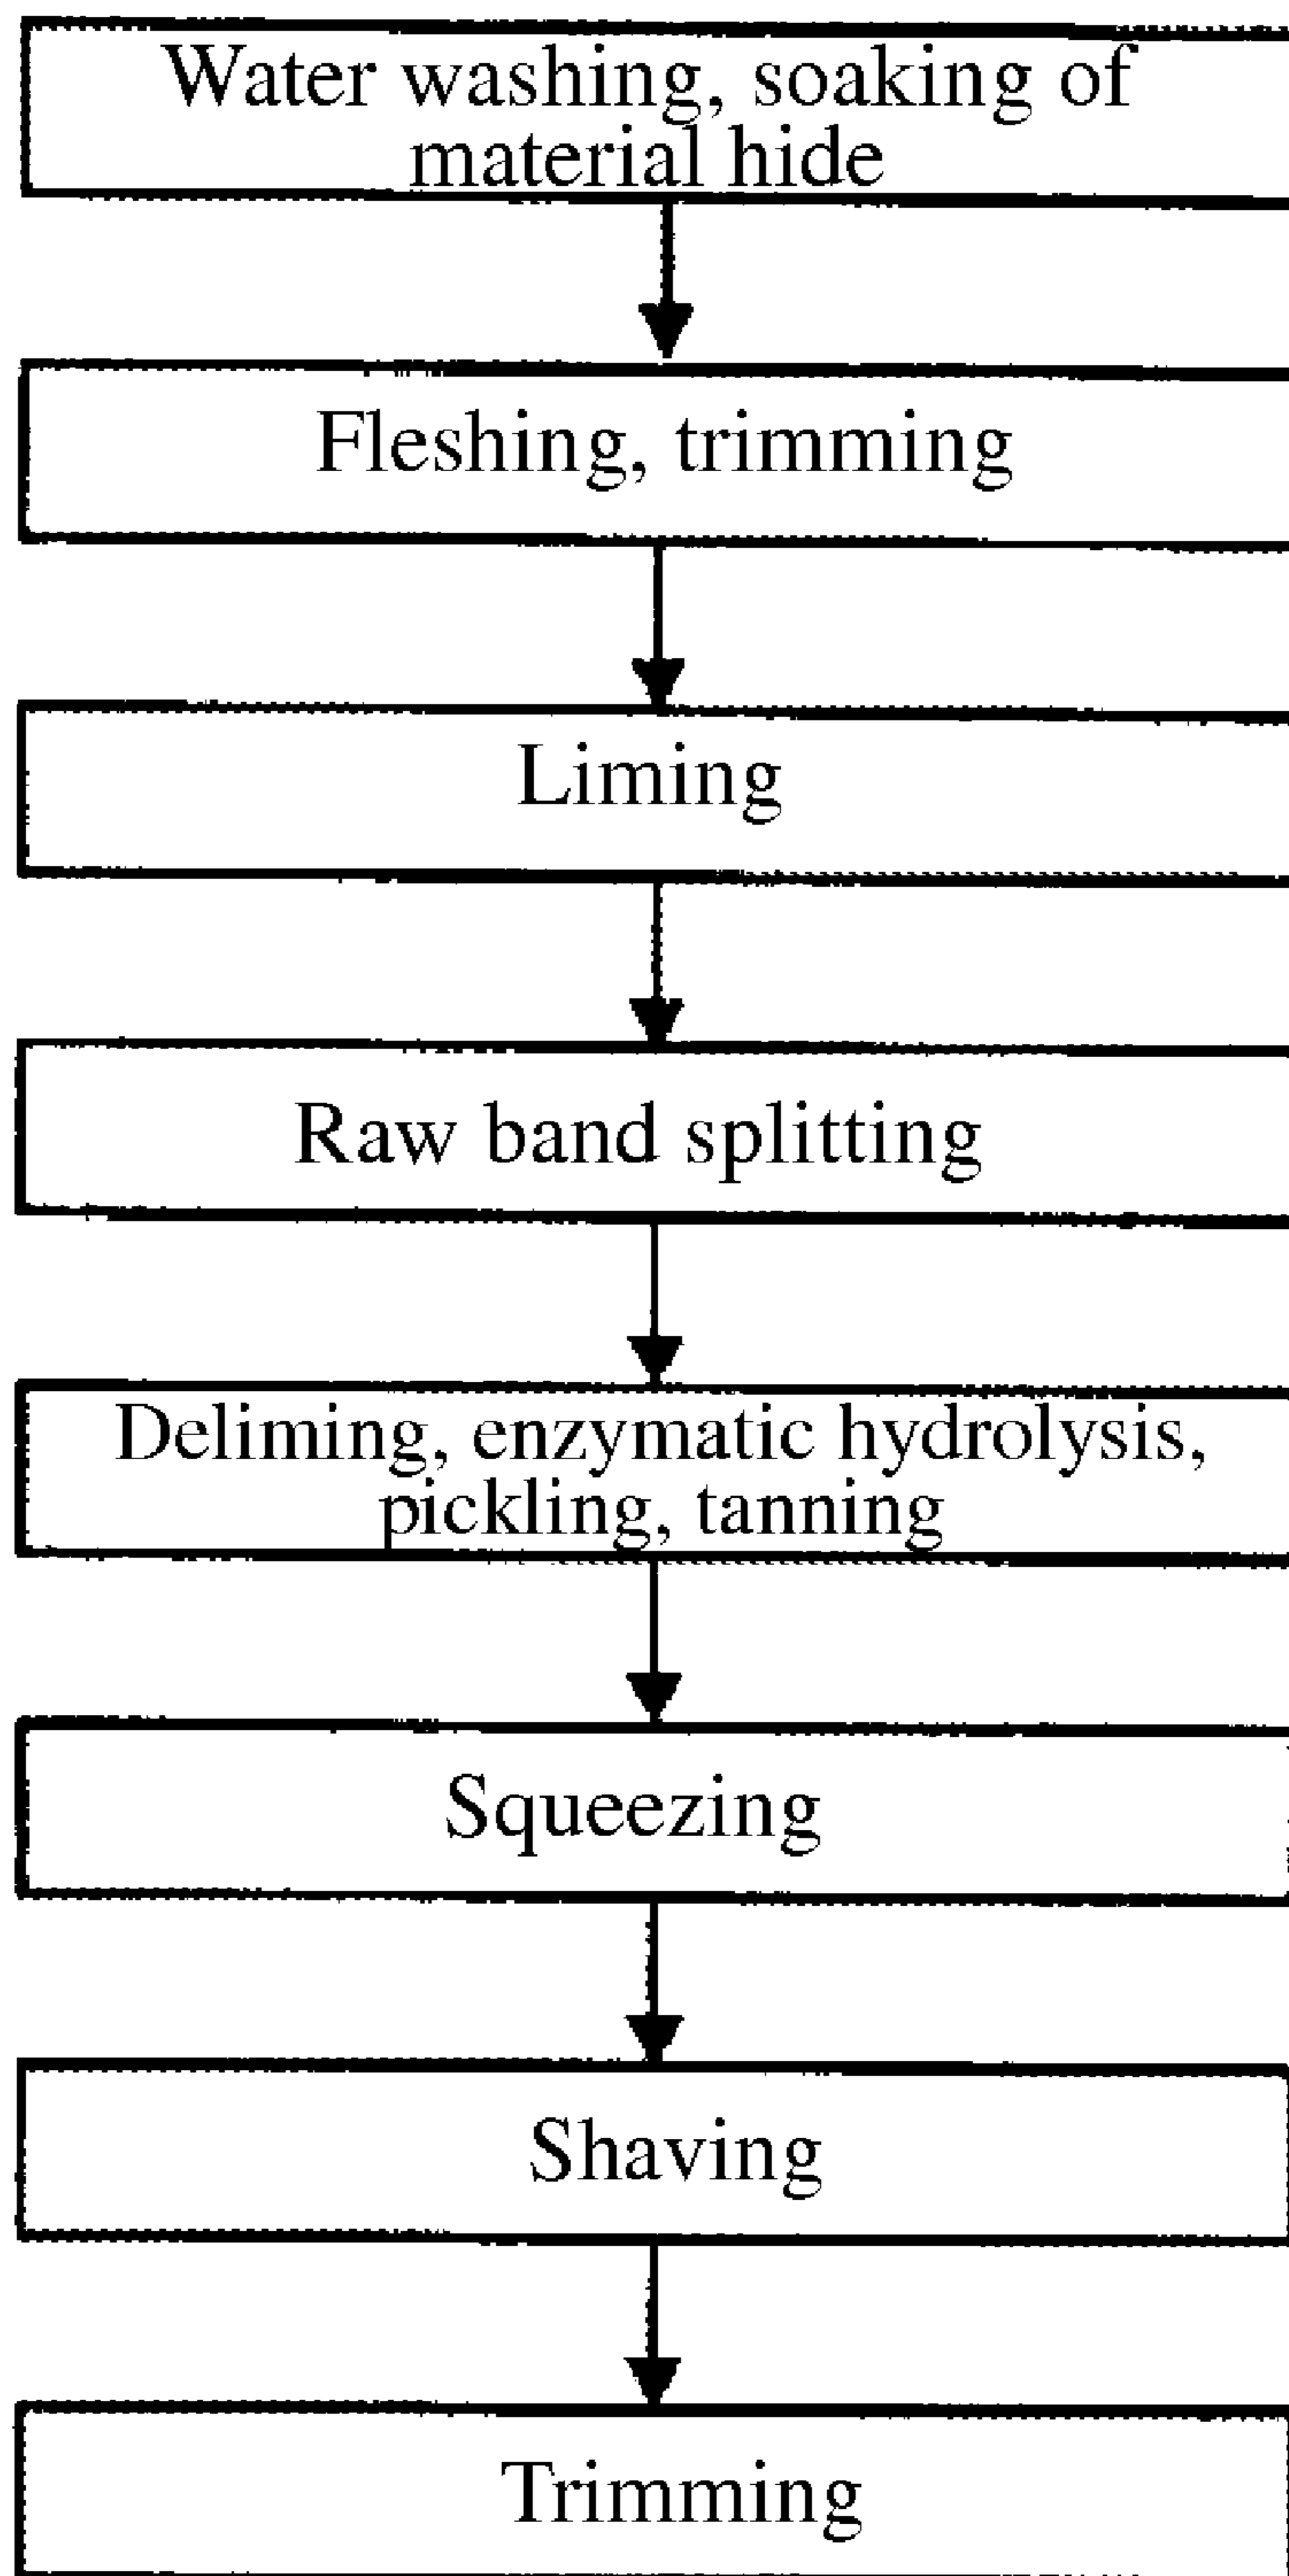 Water washing, soaking of
material hide
Fleshing, trimming
Liming
Raw band splitting
Deliming, enzymatic hydrolysis,
pickling, tanning
Squeezing
Shaving
Trimming